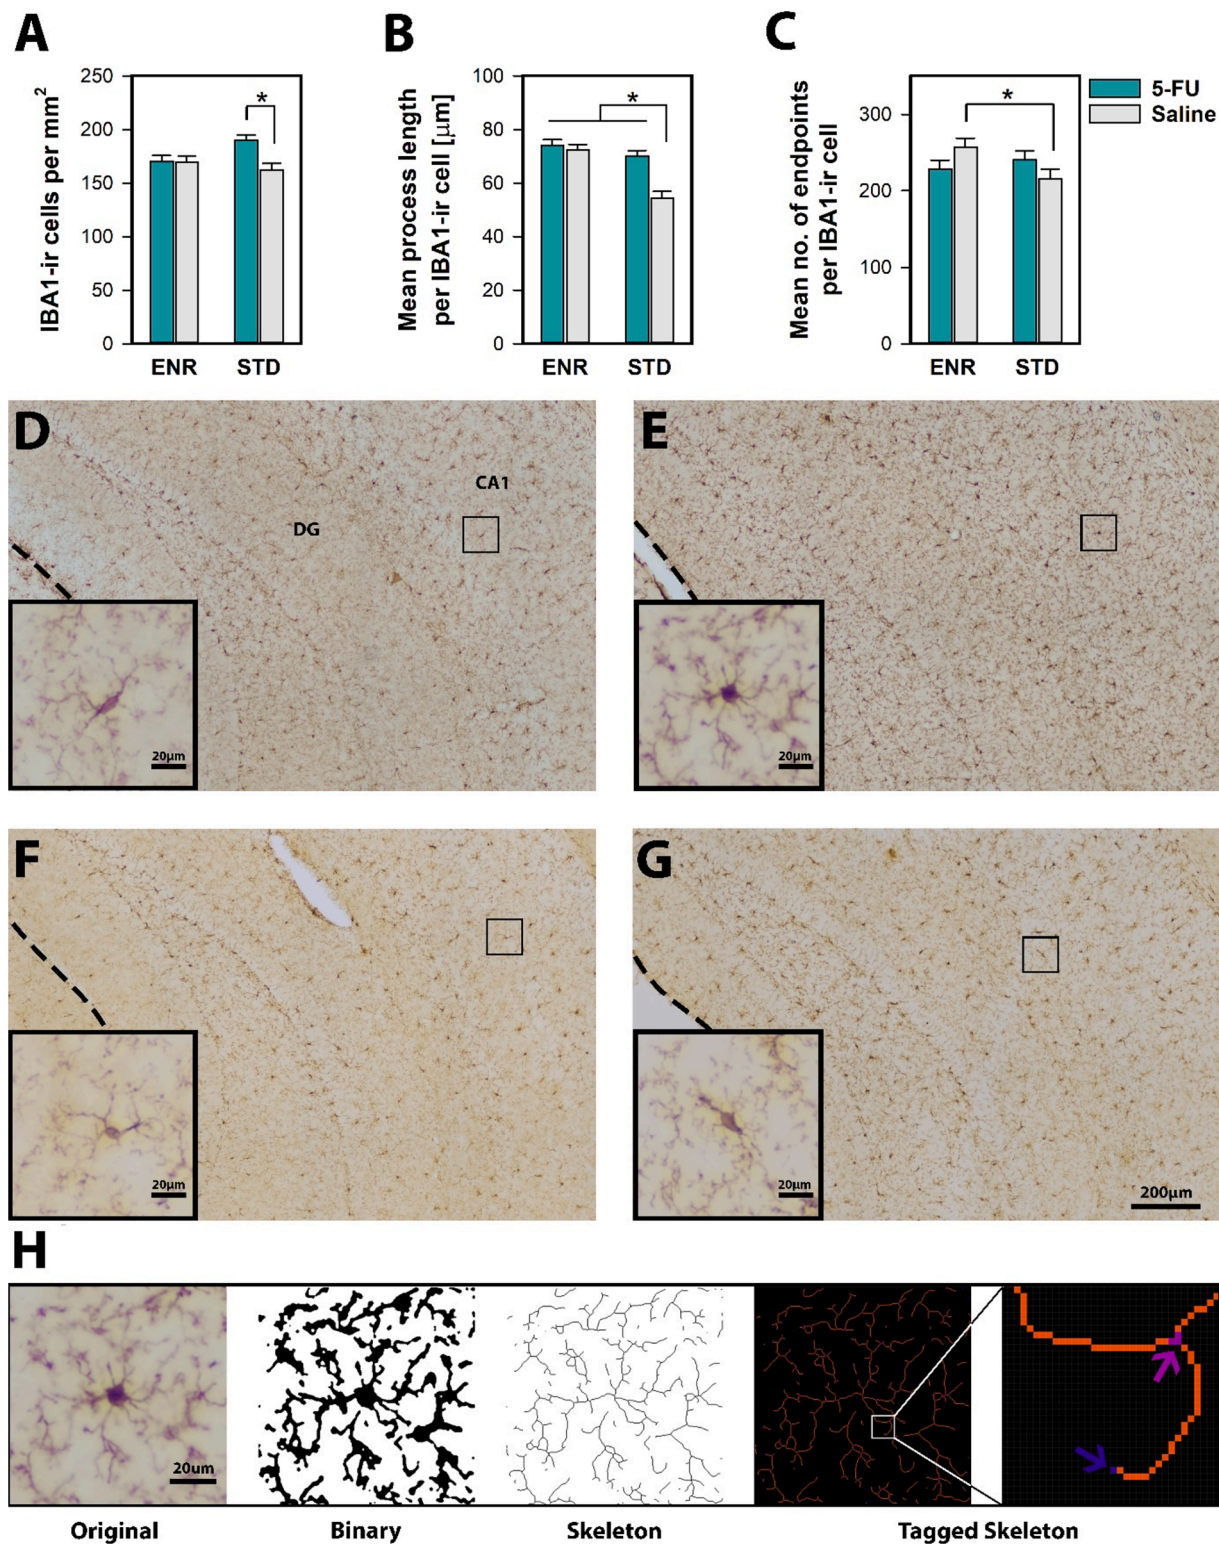 A
IBA1-ir cells per mm²
250
200
150
100
50
0
*
ENR STD
B
Mean process length
per IBA1-ir cell [μm]
100
80
60
40
20
0
*
ENR STD
C
Mean no. of endpoints
per IBA1-ir cell
300
200
100
0
*
ENR STD
5-FU
Saline
D
DG
CA1
20μm
E
20μm
F
20μm
G
20μm
200μm
H
20um
Original
Binary
Skeleton
Tagged Skeleton